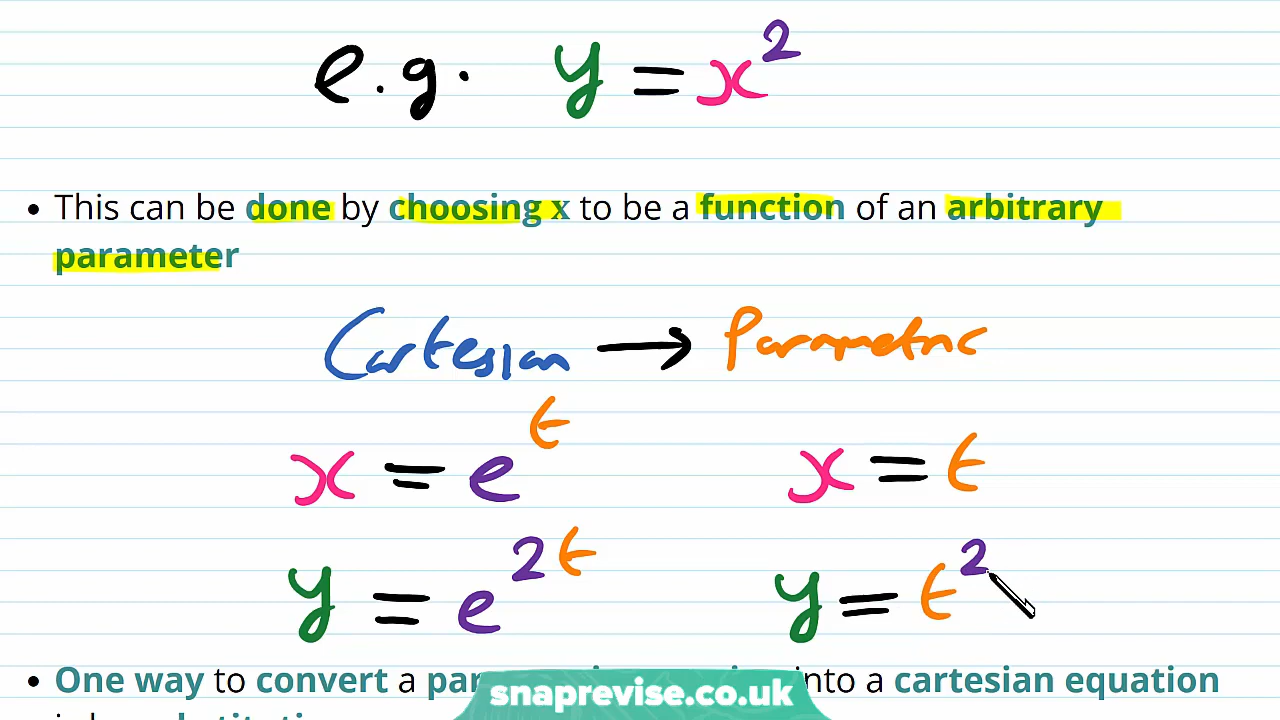 e.g. y = x²
• This can be done by choosing x to be a function of an arbitrary
parameter
Cartesian → Parametric
x = e^t x = t
y = e^{2t} y = t²
• One way to convert a into a cartesian equation
snaprevise.co.uk